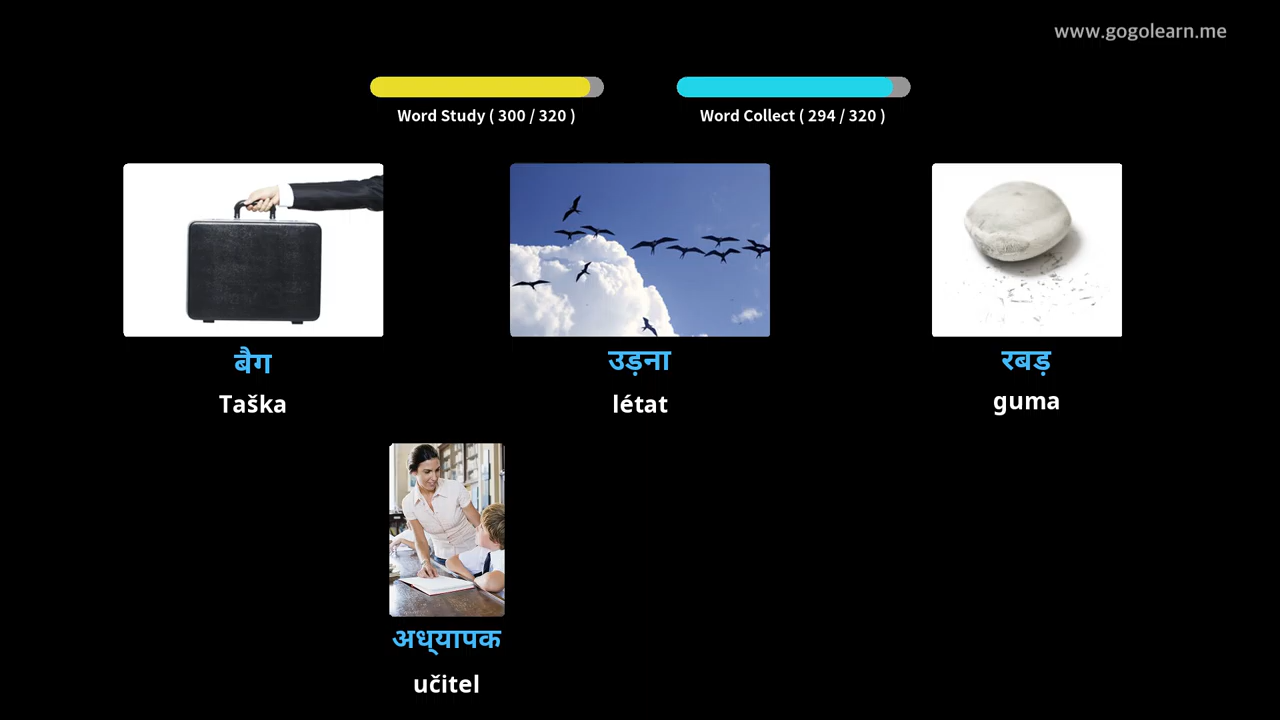 www.gogolearn.me
Word Study ( 300 / 320 )
Word Collect ( 294 / 320 )
बैग
Taška
उड़ना
létat
रबड़
guma
अध्यापक
učitel